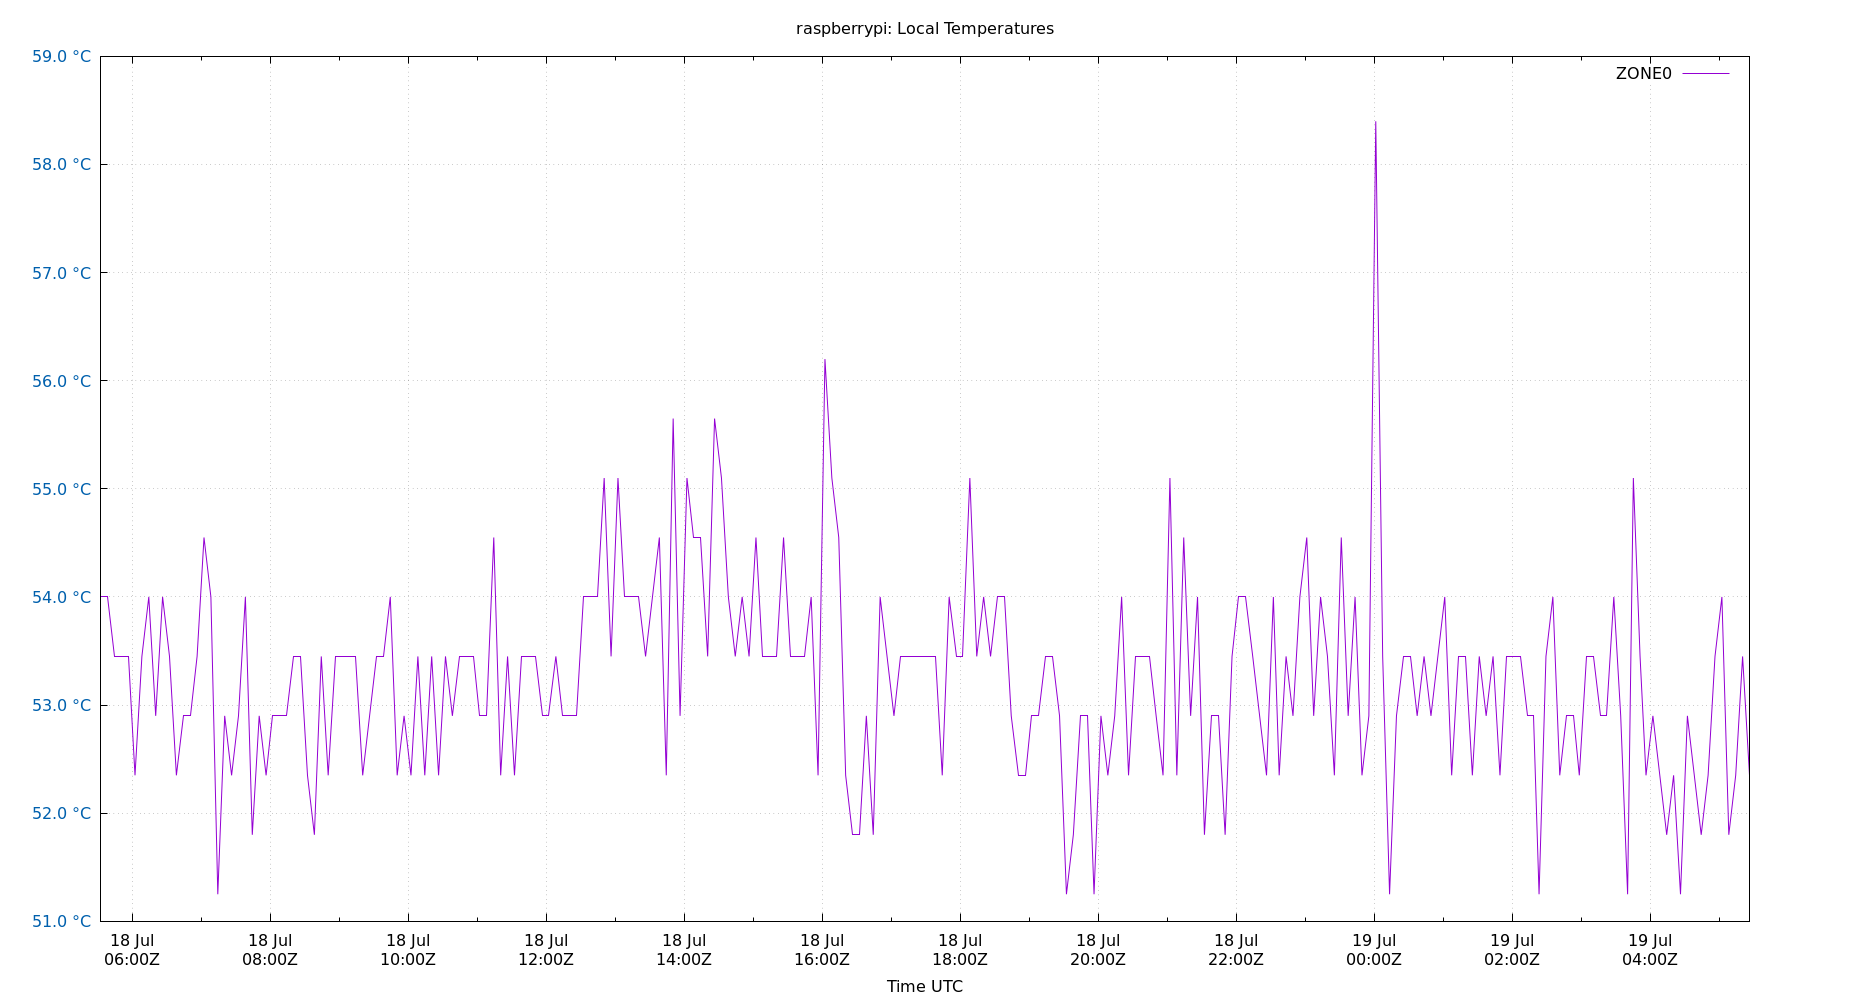 raspberrypi: Local Temperatures
59.0 °C
ZONE0
58.0 °C
57.0 °C
56.0 °C
55.0 °C
54.0 °C
53.0 °C
52.0 °C
51.0 °C
18 Jul 18 Jul 18 Jul 18 Jul 18 Jul 18 Jul 18 Jul 18 Jul 18 Jul 19 Jul 19 Jul 19 Jul
06:00Z 08:00Z 10:00Z 12:00Z 14:00Z 16:00Z 18:00Z 20:00Z 22:00Z 00:00Z 02:00Z 04:00Z
Time UTC